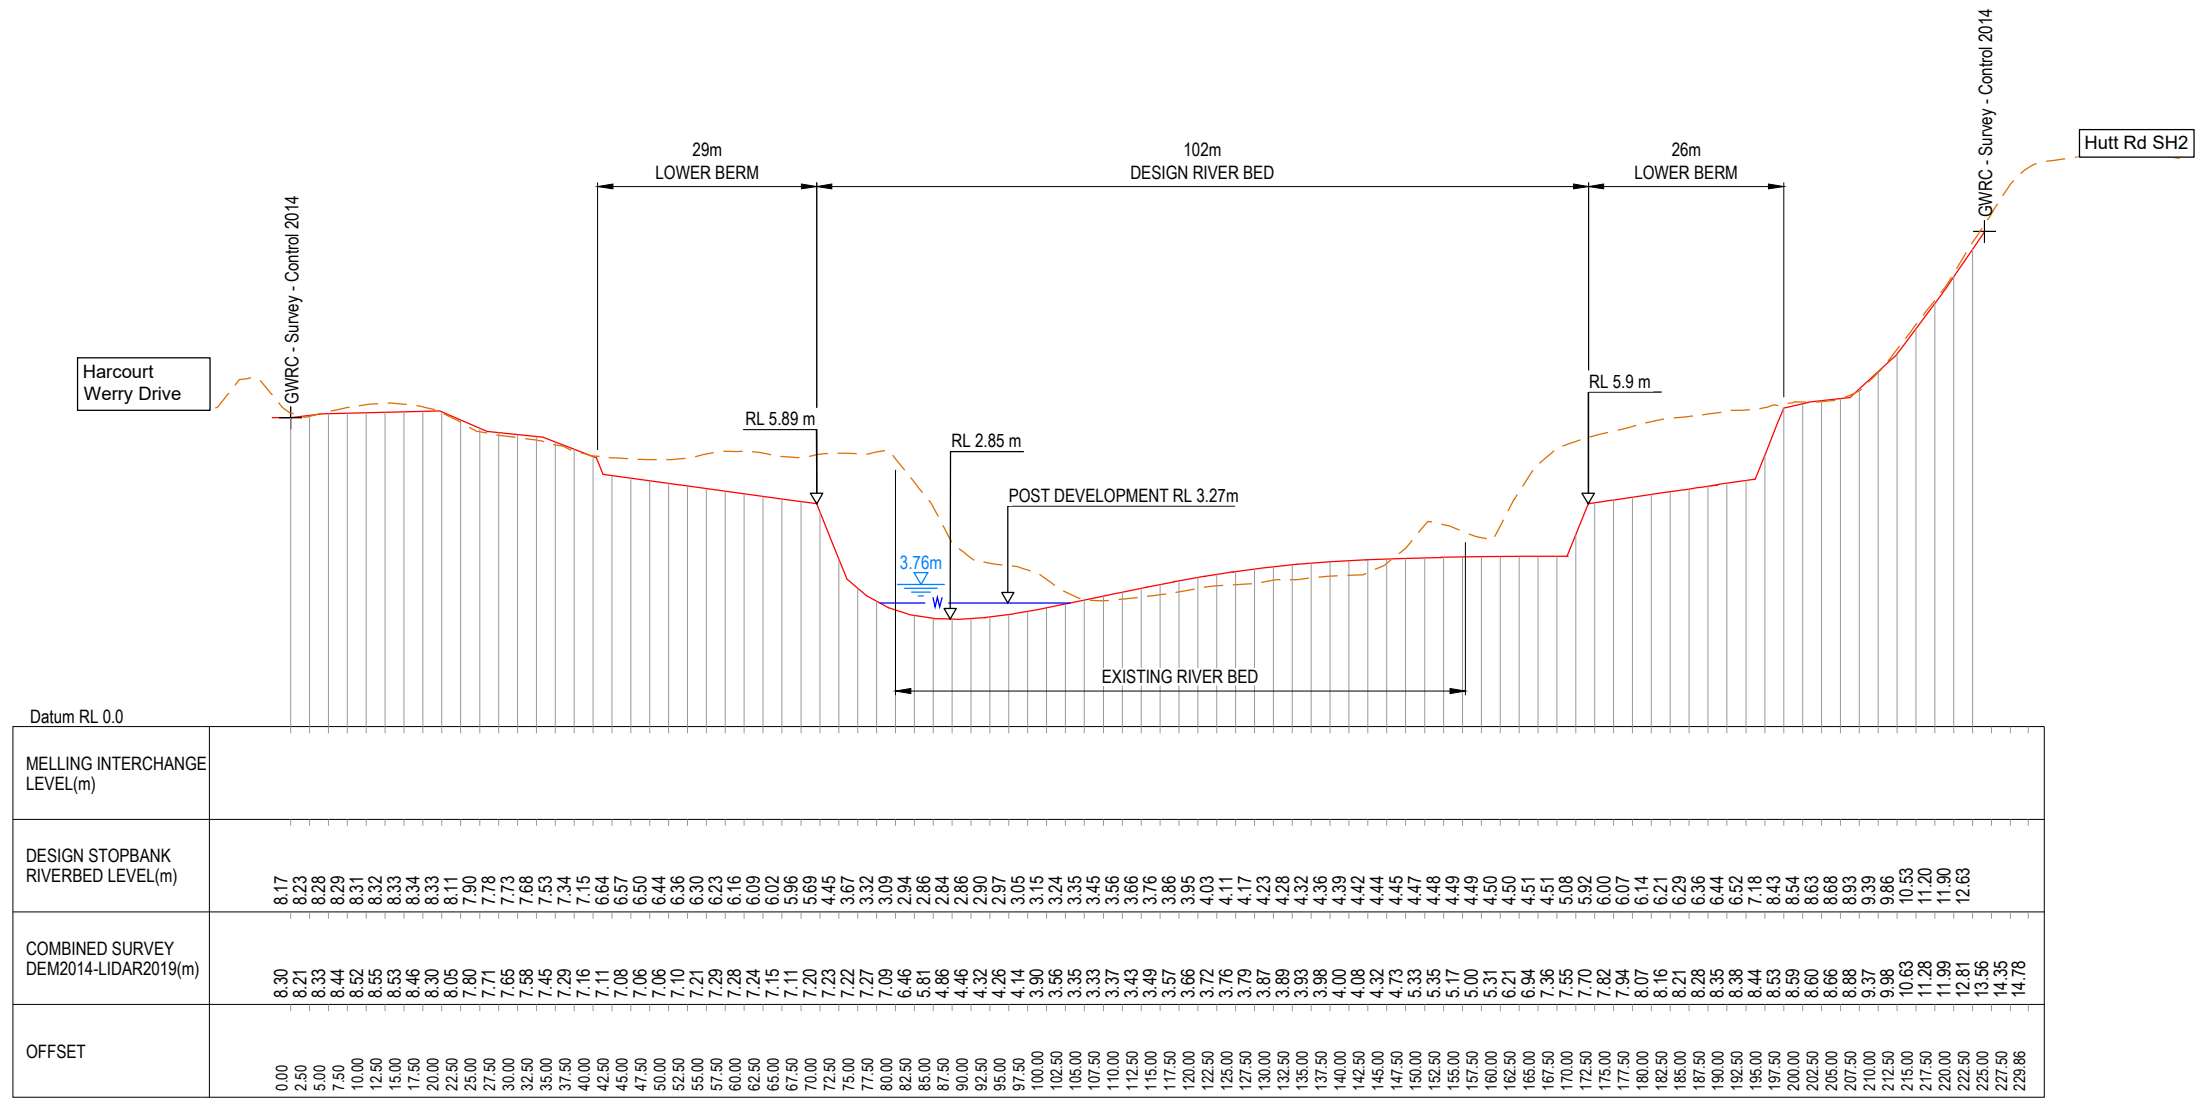 GWRC - Survey - Control 2014
Hutt Rd SH2
29m
LOWER BERM
102m
DESIGN RIVER BED
26m
LOWER BERM
GWRC - Survey - Control 2014
Harcourt
Werry Drive
RL 5.89 m
RL 2.85 m
RL 5.9 m
POST DEVELOPMENT RL 3.27m
3.76m
W
EXISTING RIVER BED
Datum RL 0.0
MELLING INTERCHANGE
LEVEL(m)
DESIGN STOPBANK
RIVERBED LEVEL(m)
8.17 8.23 8.28 8.29 8.31 8.32 8.33 8.34 8.33 8.11 7.90 7.78 7.73 7.68 7.53 7.34 7.15 6.64 6.57 6.50 6.44 6.36 6.30 6.23 6.16 6.09 6.02 5.96 5.69 4.45 3.67 3.32 3.09 2.94 2.86 2.84 2.86 2.90 2.97 3.05 3.15 3.24 3.35 3.45 3.56 3.66 3.76 3.86 3.95 4.03 4.11 4.17 4.23 4.28 4.32 4.36 4.39 4.42 4.44 4.45 4.47 4.48 4.49 4.49 4.50 4.50 4.51 4.51 5.08 5.92 6.00 6.07 6.14 6.21 6.29 6.36 6.44 6.52 7.18 8.43 8.54 8.63 8.68 8.93 9.39 9.86 10.53 11.20 11.90 12.63
COMBINED SURVEY
DEM2014-LIDAR2019(m)
8.30 8.21 8.33 8.44 8.52 8.55 8.53 8.46 8.30 8.05 7.80 7.71 7.65 7.58 7.45 7.29 7.16 7.11 7.08 7.06 7.06 7.10 7.21 7.29 7.28 7.24 7.15 7.11 7.20 7.23 7.22 7.27 7.09 6.46 5.81 4.86 4.46 4.32 4.26 4.14 3.90 3.56 3.35 3.33 3.37 3.43 3.49 3.57 3.66 3.72 3.76 3.79 3.87 3.89 3.93 3.98 4.00 4.08 4.32 4.73 5.33 5.35 5.17 5.00 5.31 6.21 6.94 7.36 7.55 7.70 7.82 7.94 8.07 8.16 8.21 8.28 8.35 8.38 8.44 8.53 8.59 8.60 8.66 8.88 9.37 9.98 10.63 11.28 11.99 12.81 13.56 14.35 14.78
OFFSET
0.00 2.50 5.00 7.50 10.00 12.50 15.00 17.50 20.00 22.50 25.00 27.50 30.00 32.50 35.00 37.50 40.00 42.50 45.00 47.50 50.00 52.50 55.00 57.50 60.00 62.50 65.00 67.50 70.00 72.50 75.00 77.50 80.00 82.50 85.00 87.50 90.00 92.50 95.00 97.50 100.00 102.50 105.00 107.50 110.00 112.50 115.00 117.50 120.00 122.50 125.00 127.50 130.00 132.50 135.00 137.50 140.00 142.50 145.00 147.50 150.00 152.50 155.00 157.50 160.00 162.50 165.00 167.50 170.00 172.50 175.00 177.50 180.00 182.50 185.00 187.50 190.00 192.50 195.00 197.50 200.00 202.50 205.00 207.50 210.00 212.50 215.00 217.50 220.00 222.50 225.00 227.50 229.86